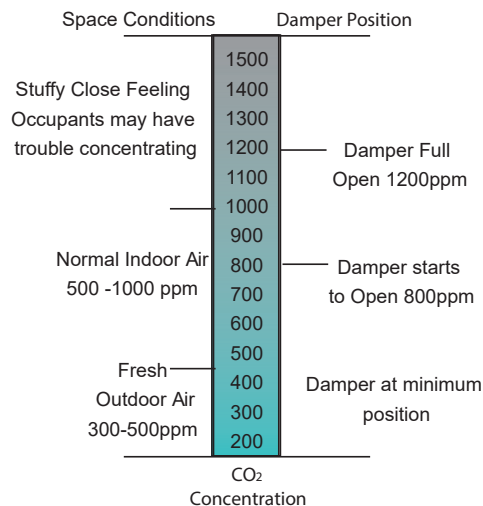 Space Conditions
Damper Position
1500
1400
1300
1200
1100
1000
900
800
700
600
500
400
300
200
Stuffy Close Feeling
Occupants may have
trouble concentrating
Normal Indoor Air
500 -1000 ppm
Fresh
Outdoor Air
300-500ppm
Damper Full
Open 1200ppm
Damper starts
to Open 800ppm
Damper at minimum
position
CO₂
Concentration